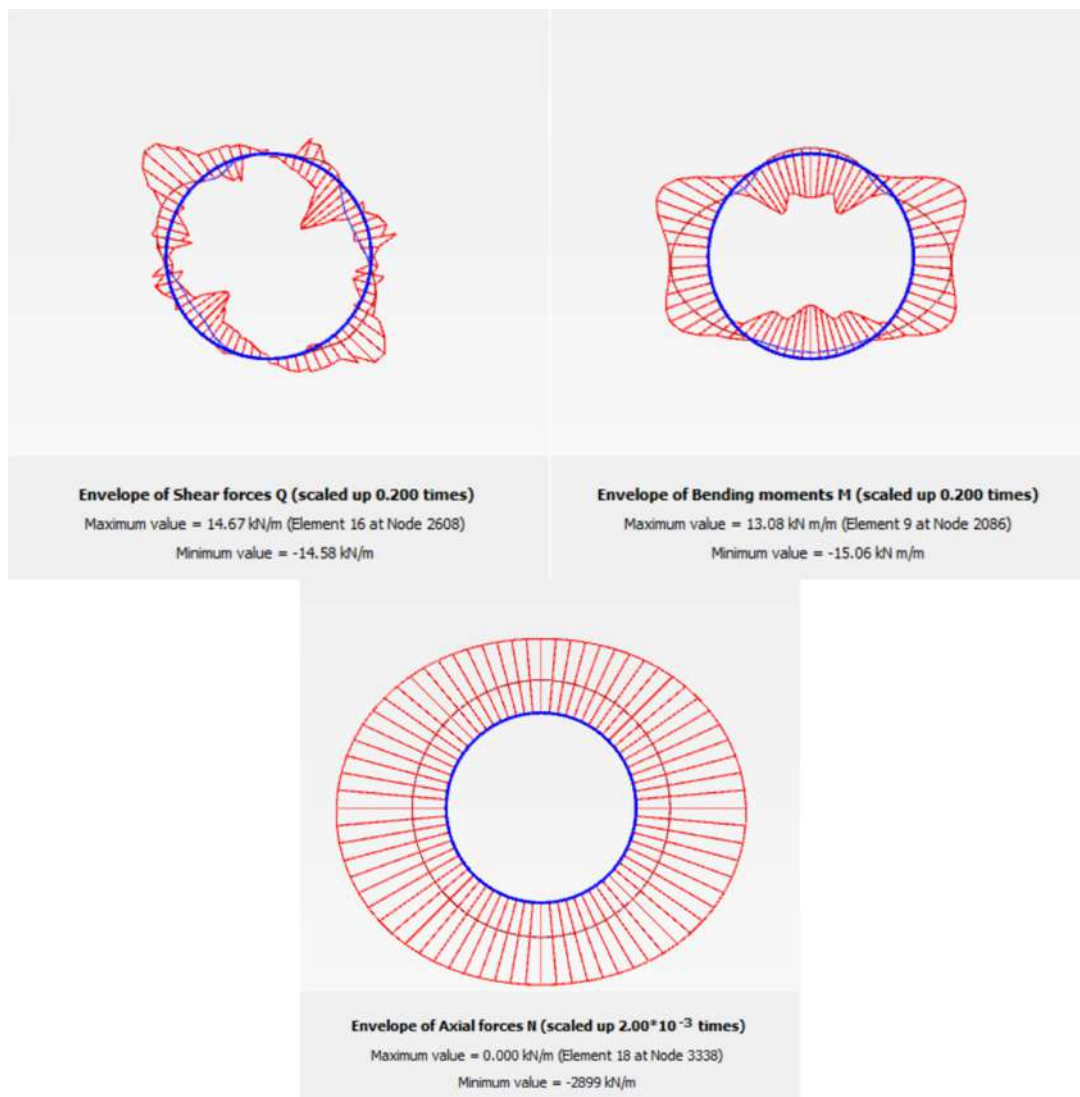 Envelope of Shear forces Q (scaled up 0.200 times)
Maximum value = 14.67 kN/m (Element 16 at Node 2608)
Minimum value = -14.58 kN/m
Envelope of Bending moments M (scaled up 0.200 times)
Maximum value = 13.08 kN m/m (Element 9 at Node 2086)
Minimum value = -15.06 kN m/m
Envelope of Axial forces N (scaled up 2.00*10⁻³ times)
Maximum value = 0.000 kN/m (Element 18 at Node 3338)
Minimum value = -2899 kN/m